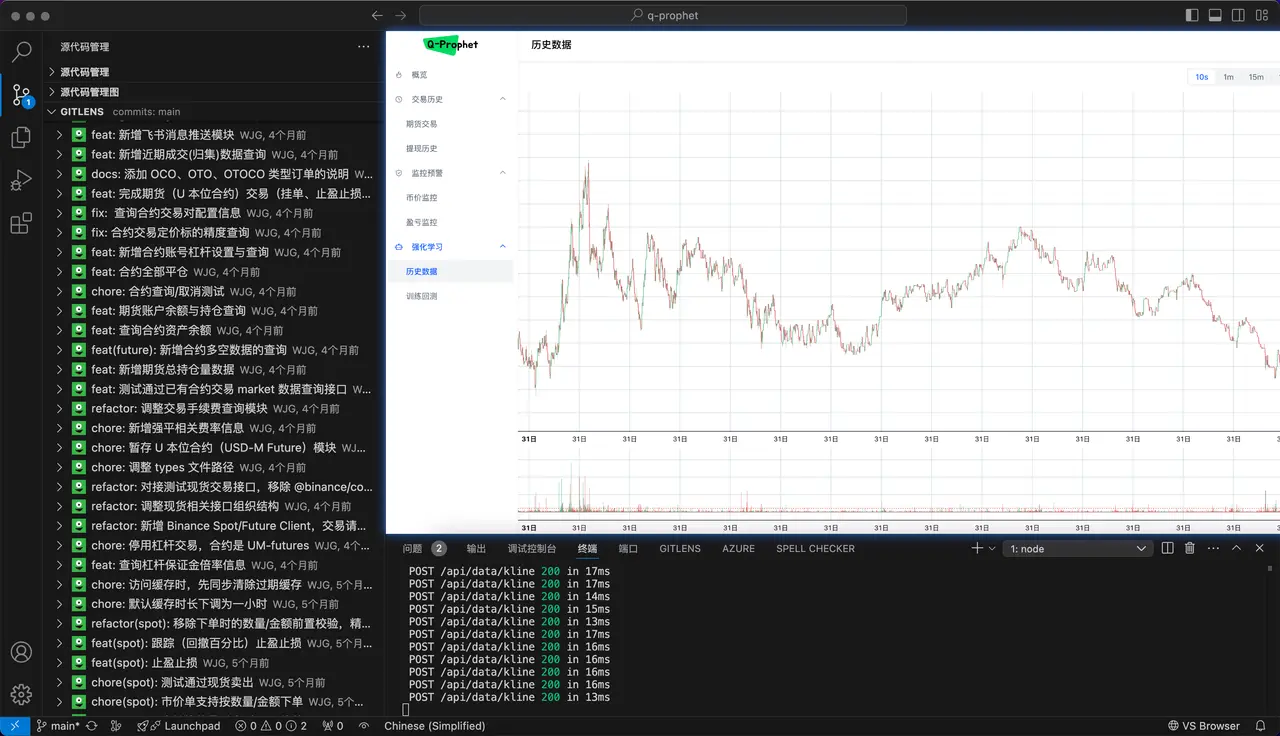 q-prophet
源代码管理
源代码管理
源代码管理图
GITLENS commits: main
feat: 新增飞书消息推送模块 WJG, 4个月前
feat: 新增近期成交(归集)数据查询 WJG, 4个月前
docs: 添加 OCO、OTO、OTOCO 类型订单的说明 W...
feat: 完成期货（U 本位合约）交易（挂单、止盈止损...
fix: 查询合约交易对配置信息 WJG, 4个月前
fix: 合约交易定价标的精度查询 WJG, 4个月前
feat: 新增合约账号杠杆设置与查询 WJG, 4个月前
feat: 合约全部平仓 WJG, 4个月前
chore: 合约查询/取消测试 WJG, 4个月前
feat: 期货账户余额与持仓查询 WJG, 4个月前
feat: 查询合约资产余额 WJG, 4个月前
feat(future): 新增合约多空数据的查询 WJG, 4个月前
feat: 新增期货总持仓量数据 WJG, 4个月前
feat: 测试通过已有合约交易 market 数据查询接口 W...
refactor: 调整交易手续费查询模块 WJG, 4个月前
chore: 新增强平相关费率信息 WJG, 4个月前
chore: 暂存 U 本位合约（USD-M Future）模块 WJ...
chore: 调整 types 文件路径 WJG, 4个月前
refactor: 对接测试现货交易接口，移除 @binance/co...
refactor: 调整现货相关接口组织结构 WJG, 4个月前
refactor: 新增 Binance Spot/Future Client，交易请...
chore: 停用杠杆交易，合约是 UM-futures WJG, 4个...
feat: 查询杠杆保证金倍率信息 WJG, 4个月前
chore: 访问缓存时，先同步清除过期缓存 WJG, 5个月...
chore: 默认缓存时长下调为一小时 WJG, 5个月前
refactor(spot): 移除下单时的数量/金额前置校验，精...
feat(spot): 跟踪（回撤百分比）止盈止损 WJG, 5个月...
feat(spot): 止盈止损 WJG, 5个月前
chore(spot): 测试通过现货卖出 WJG, 5个月前
chore(spot): 市价单支持按数量/金额下单 WJG, 5个...
1
Q-Prophet
概览
交易历史
期货交易
提现历史
监控预警
币价监控
盈亏监控
强化学习
历史数据
训练回测
历史数据
10s 1m 15m
31日 31日 31日 31日 31日 31日 31日 31日 31日 31日 31日 31日 31日 31日 31日
31日 31日 31日 31日 31日 31日 31日 31日 31日 31日 31日 31日 31日 31日 31日
问题 2 输出 调试控制台 终端 端口 GITLENS AZURE SPELL CHECKER 1: node
POST /api/data/kline 200 in 17ms
POST /api/data/kline 200 in 17ms
POST /api/data/kline 200 in 14ms
POST /api/data/kline 200 in 15ms
POST /api/data/kline 200 in 13ms
POST /api/data/kline 200 in 17ms
POST /api/data/kline 200 in 16ms
POST /api/data/kline 200 in 16ms
POST /api/data/kline 200 in 16ms
POST /api/data/kline 200 in 16ms
POST /api/data/kline 200 in 13ms
main* Launchpad 0 0 2 0 Chinese (Simplified) VS Browser